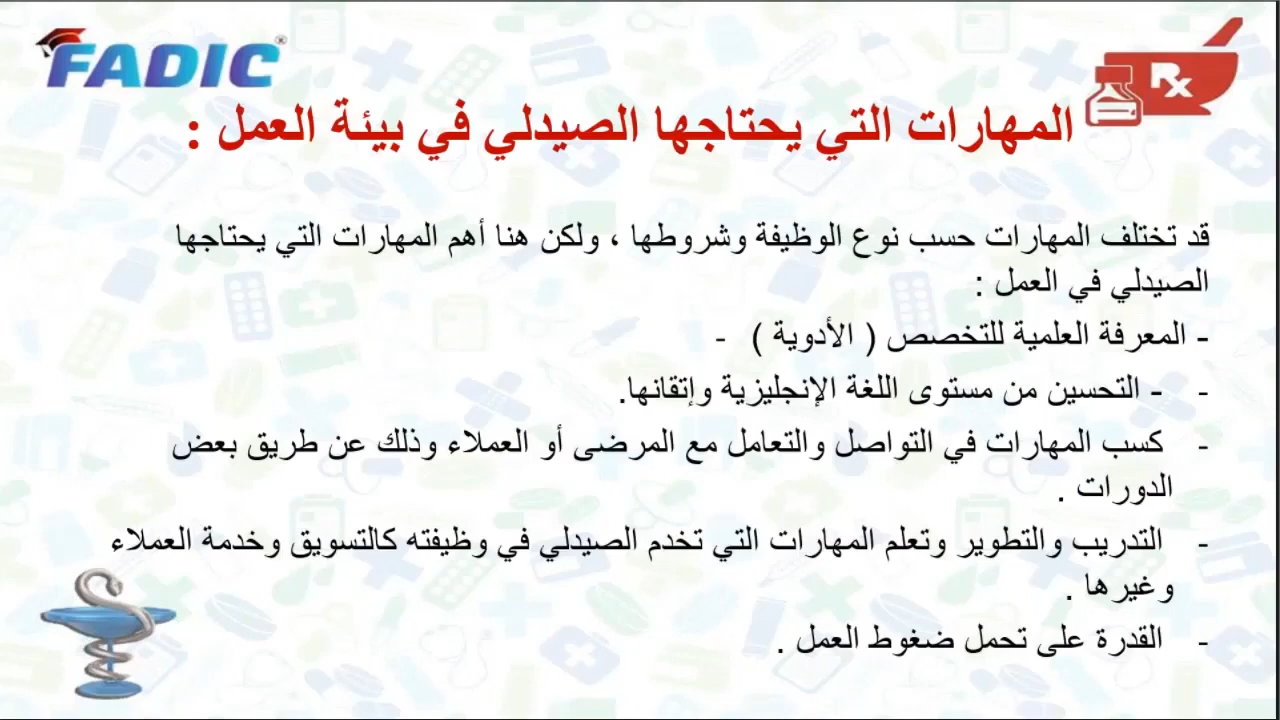 FADIC
Rx
المهارات التي يحتاجها الصيدلي في بيئة العمل :
قد تختلف المهارات حسب نوع الوظيفة وشروطها ، ولكن هنا أهم المهارات التي يحتاجها
الصيدلي في العمل :
- المعرفة العلمية للتخصص ( الأدوية ) -
- - التحسين من مستوى اللغة الإنجليزية وإتقانها.
- كسب المهارات في التواصل والتعامل مع المرضى أو العملاء وذلك عن طريق بعض
الدورات .
- التدريب والتطوير وتعلم المهارات التي تخدم الصيدلي في وظيفته كالتسويق وخدمة العملاء
وغيرها .
- القدرة على تحمل ضغوط العمل .